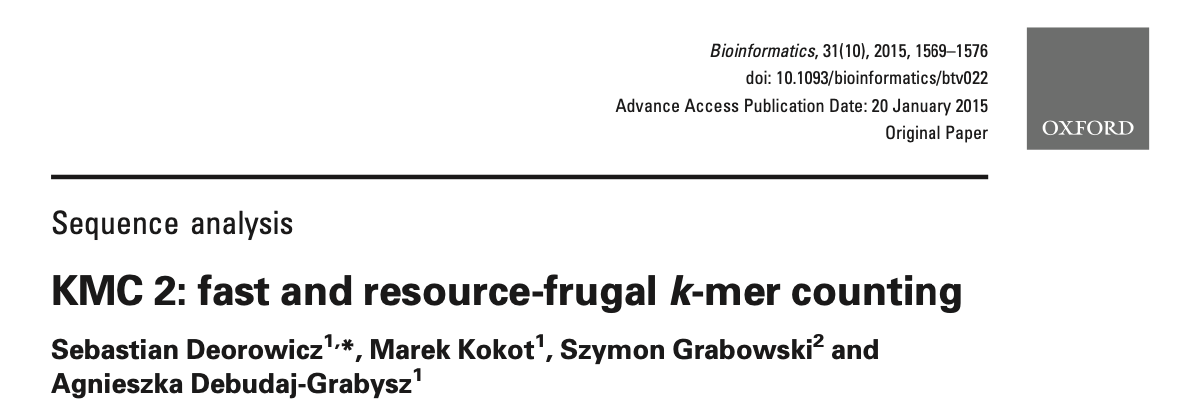 Bioinformatics, 31(10), 2015, 1569–1576
doi: 10.1093/bioinformatics/btv022
Advance Access Publication Date: 20 January 2015
Original Paper
OXFORD
Sequence analysis
KMC 2: fast and resource-frugal k-mer counting
Sebastian Deorowicz1,*, Marek Kokot1, Szymon Grabowski2 and
Agnieszka Debudaj-Grabysz1